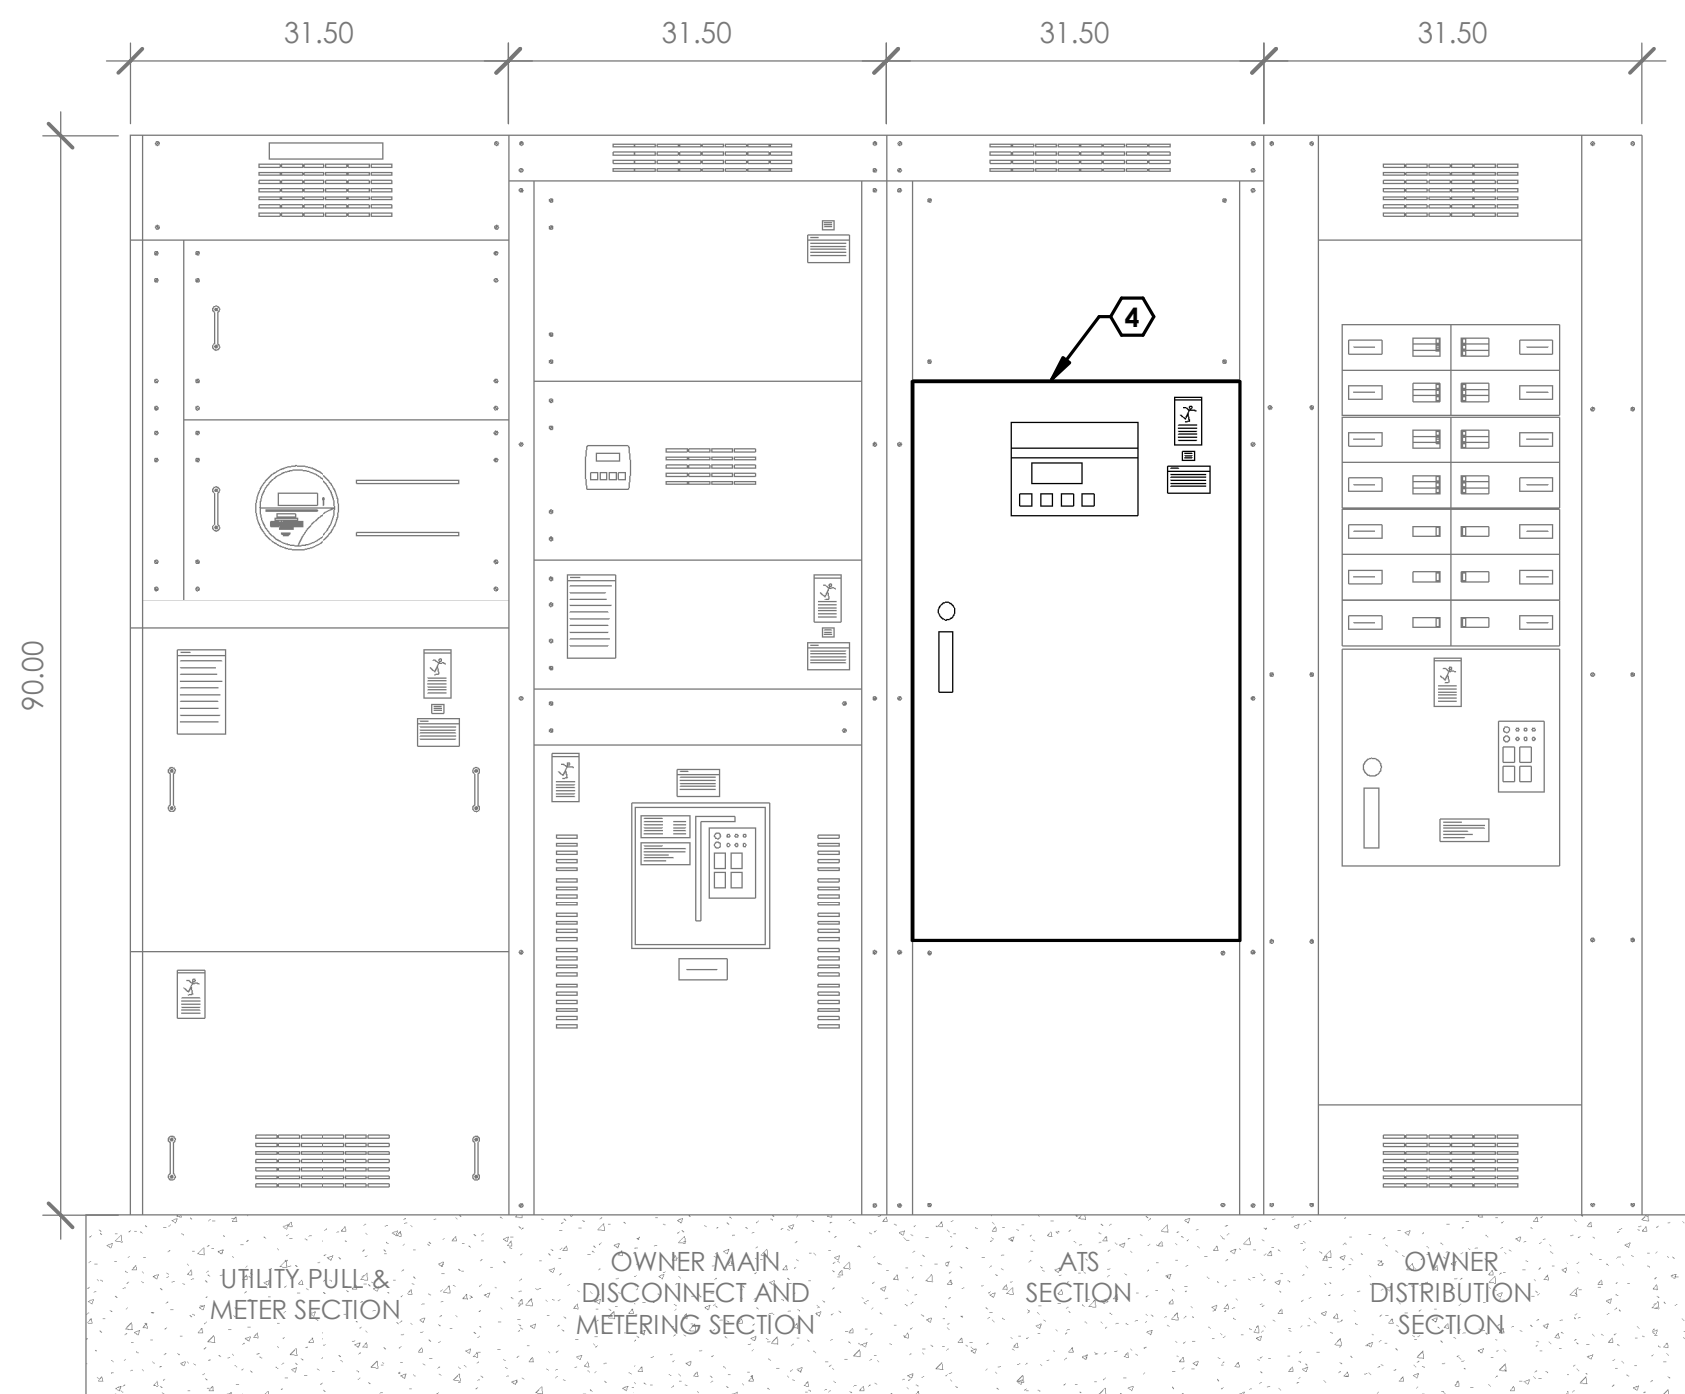 31.50 31.50 31.50 31.50
4
90.00
UTILITY PULL &
METER SECTION
OWNER MAIN
DISCONNECT AND
METERING SECTION
ATS
SECTION
OWNER
DISTRIBUTION
SECTION